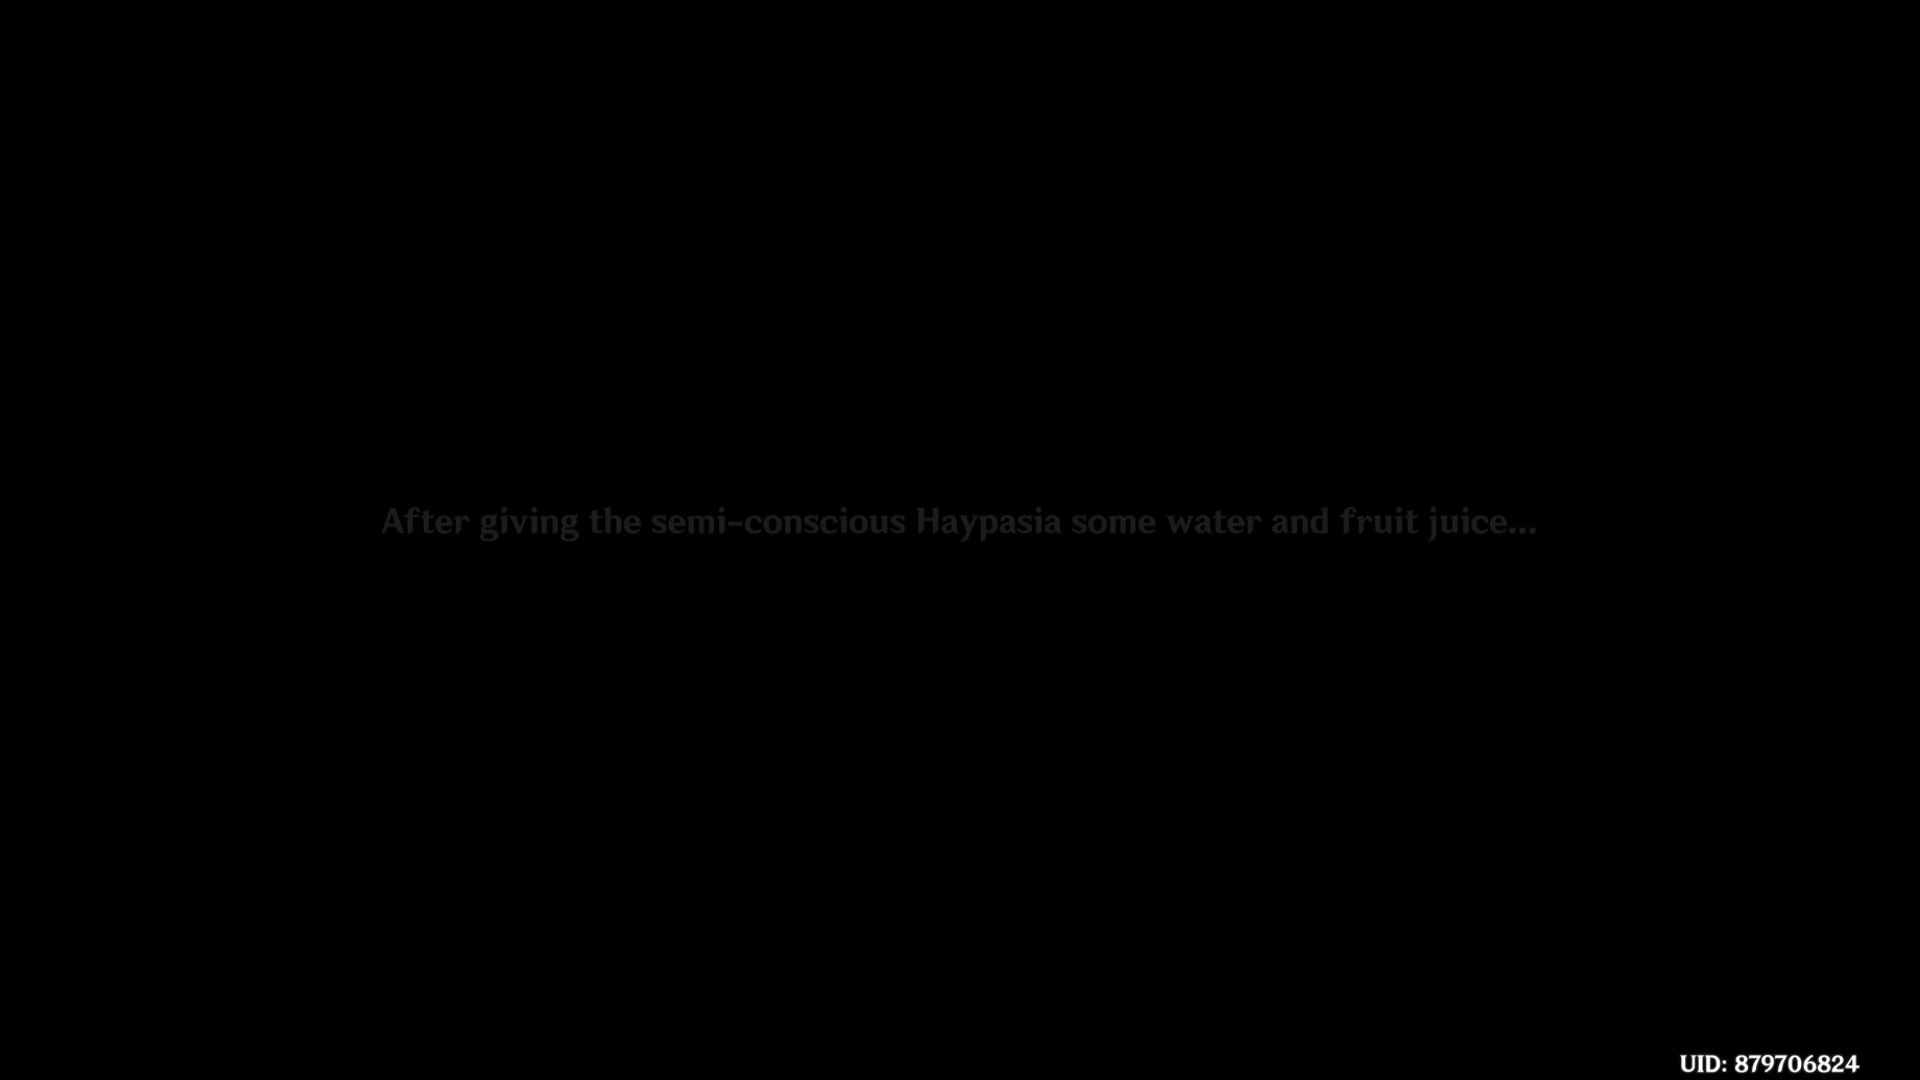 After giving the semi-conscious Haypasia some water and fruit juice...
UID: 879706824